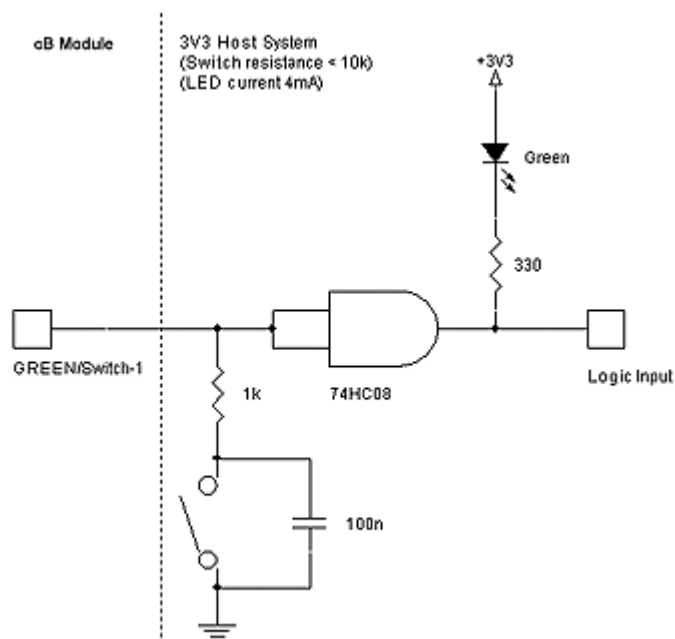 cB Module
3V3 Host System
(Switch resistance < 10k)
(LED current 4mA)
+3V3
Green
330
GREEN/Switch-1
1k
74HC08
Logic Input
100n